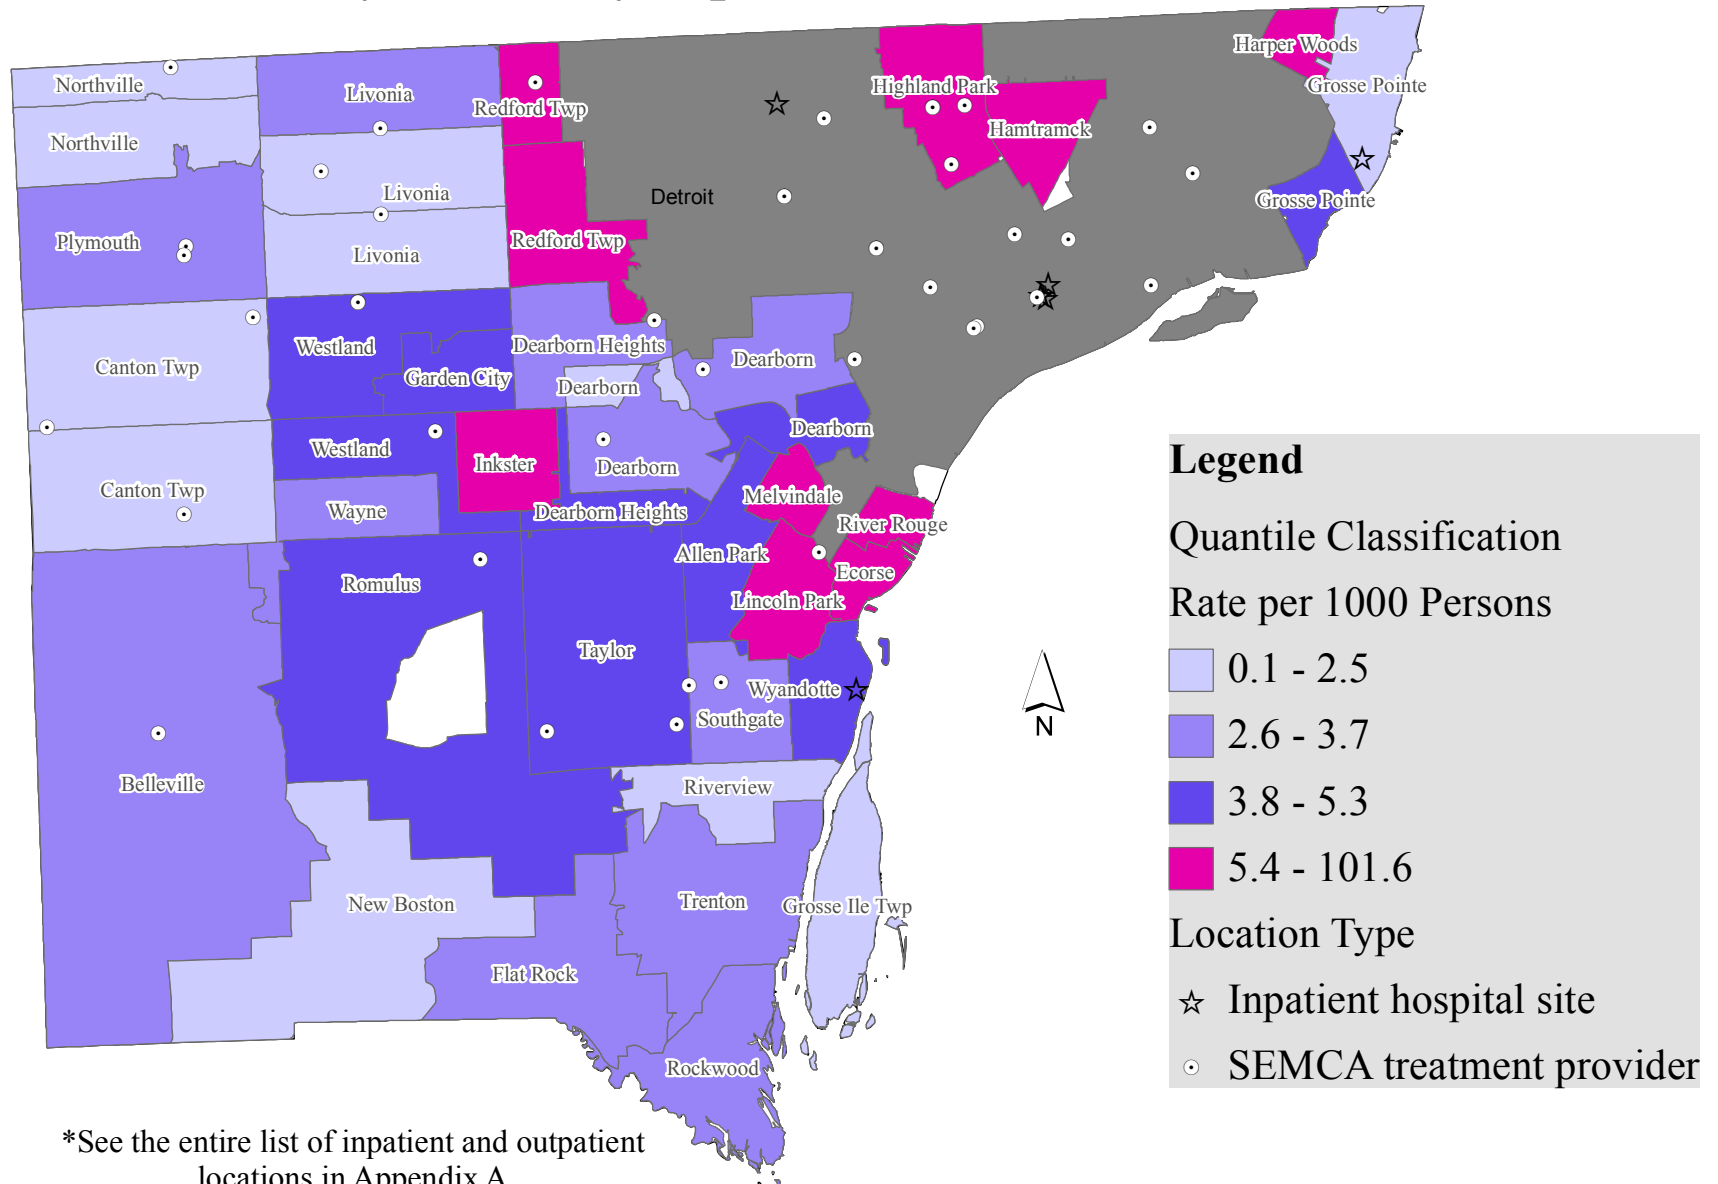 Northville
Livonia
Redford Twp
Highland Park
Harper Woods
Grosse Pointe
Northville
Hamtramck
Livonia
Detroit
Grosse Pointe
Plymouth
Livonia
Redford Twp
Canton Twp
Westland
Garden City
Dearborn Heights
Dearborn
Dearborn
Dearborn
Westland
Inkster
Dearborn
Canton Twp
Wayne
Dearborn Heights
Melvindale
River Rouge
Allen Park
Ecorse
Romulus
Lincoln Park
Taylor
Wyandotte
Southgate
Belleville
Riverview
New Boston
Trenton
Grosse Ile Twp
Flat Rock
Rockwood
N
Legend
Quantile Classification
Rate per 1000 Persons
0.1 - 2.5
2.6 - 3.7
3.8 - 5.3
5.4 - 101.6
Location Type
Inpatient hospital site
SEMCA treatment provider
*See the entire list of inpatient and outpatient
locations in Appendix A